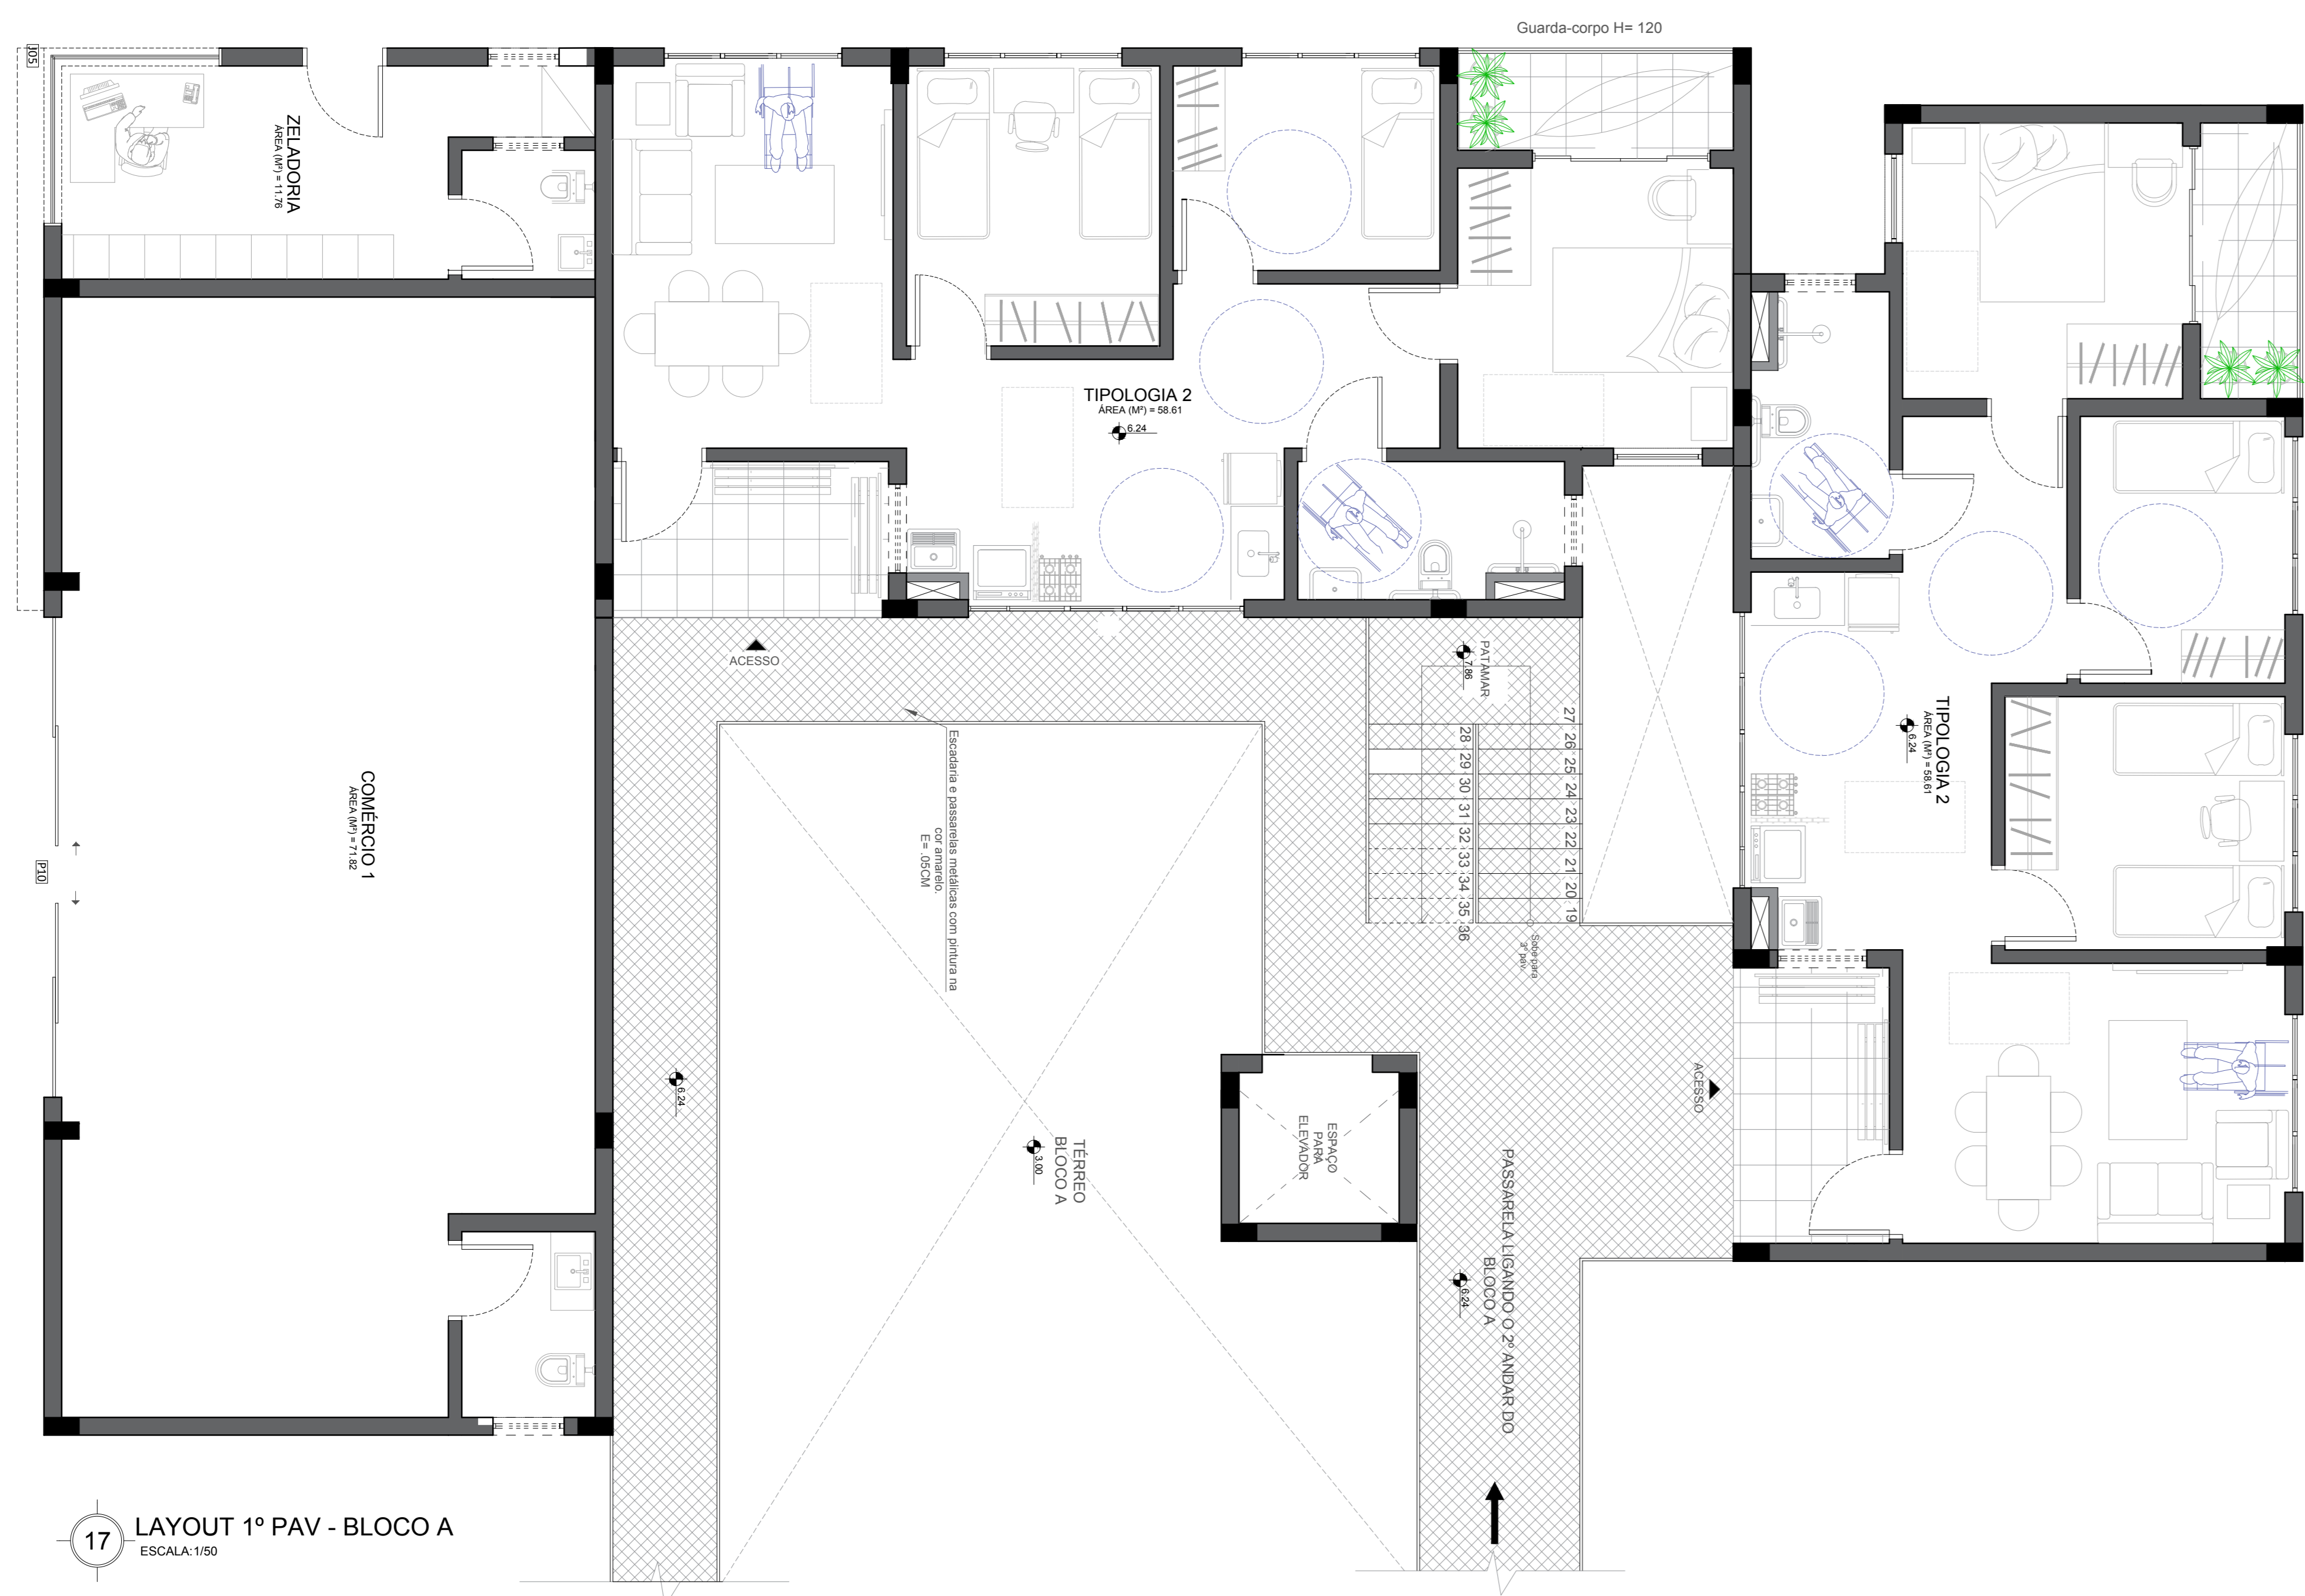 Guarda-corpo H= 120
J05
ZELADORIA
ÁREA (M²) = 11.76
TIPOLOGIA 2
ÁREA (M²) = 58.61
6.24
ACESSO
PATAMAR
7.86
27
26
25
24
23
22
21
20
19
28
29
30
31
32
33
34
35
36
Sobe para
3º pav.
TIPOLOGIA 2
ÁREA (M²) = 58.61
6.24
Escadaria e passarelas metálicas com pintura na
cor amarelo.
E= .05CM
COMÉRCIO 1
ÁREA (M²) = 71.82
P10
6.24
TÉRREO
BLOCO A
3.00
ESPAÇO
PARA
ELEVADOR
ACESSO
PASSARELA LIGANDO O 2º ANDAR DO
BLOCO A
6.24
17
LAYOUT 1º PAV - BLOCO A
ESCALA:1/50